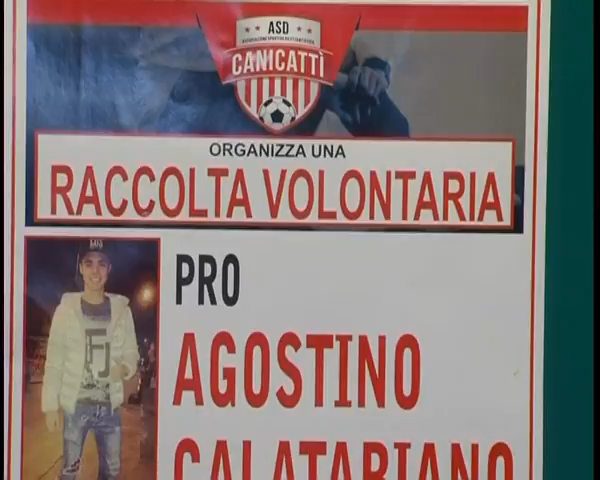 ASD
CANICATTÌ
ORGANIZZA UNA
RACCOLTA VOLONTARIA
PRO
AGOSTINO
CALATABIANO